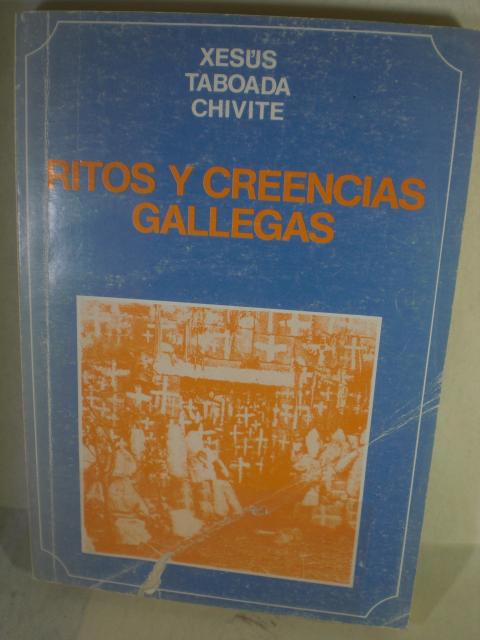 XESÚS
TABOADA
CHIVITE
RITOS Y CREENCIAS
GALLEGAS